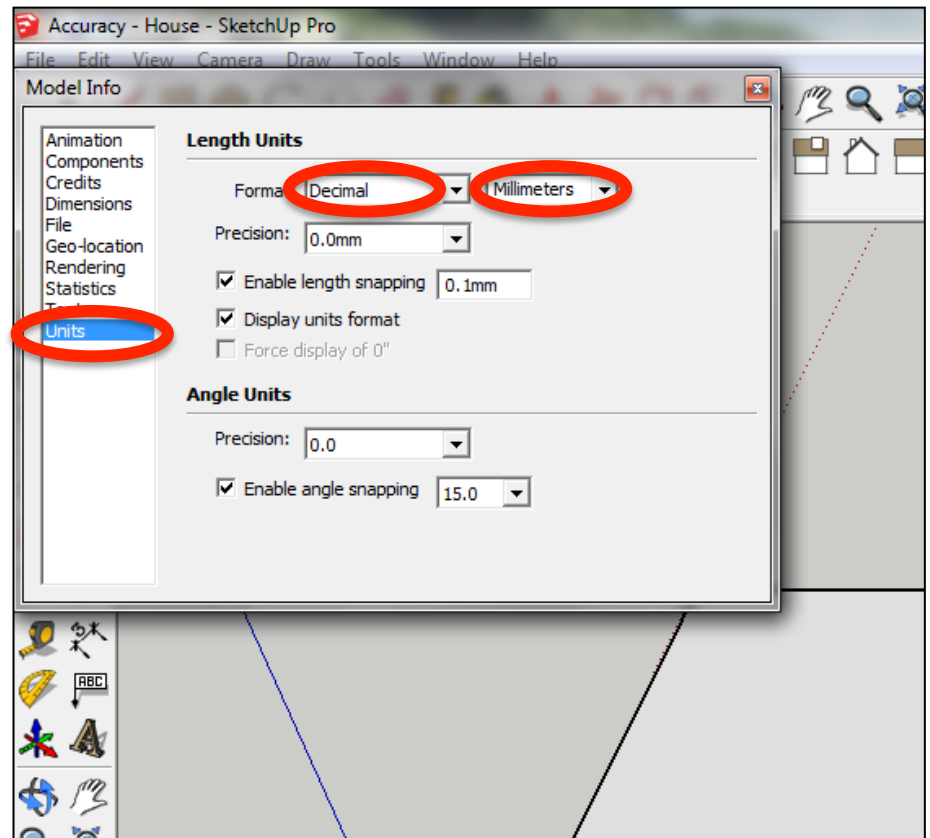 Accuracy - House - SketchUp Pro
File Edit View Camera Draw Tools Window Help
Model Info
Animation
Components
Credits
Dimensions
File
Geo-location
Rendering
Statistics
Units
Length Units
Forma Decimal Millimeters
Precision: 0.0mm
Enable length snapping 0.1mm
Display units format
Force display of 0"
Angle Units
Precision: 0.0
Enable angle snapping 15.0
ABC
A